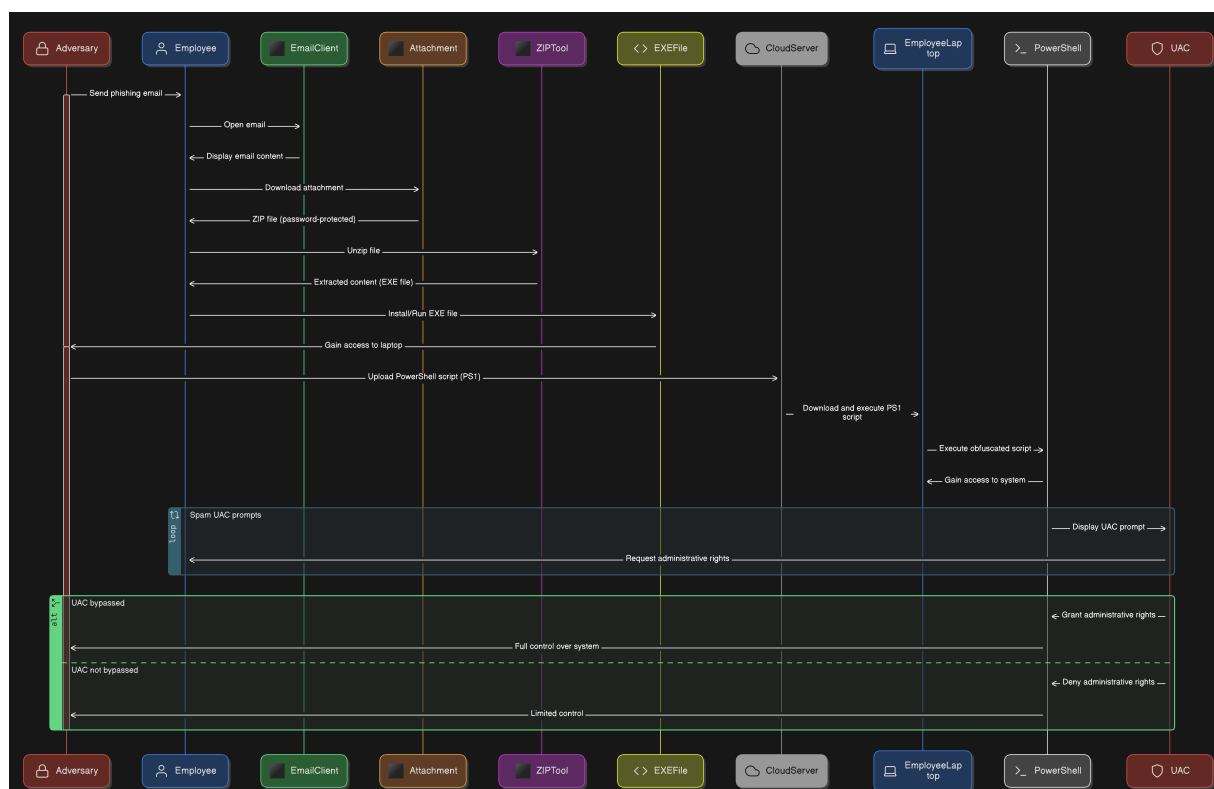 Adversary
Employee
EmailClient
Attachment
ZIPTool
EXEFile
CloudServer
EmployeeLap
top
PowerShell
UAC
Send phishing email
Open email
Display email content
Download attachment
ZIP file (password-protected)
Unzip file
Extracted content (EXE file)
Install/Run EXE file
Gain access to laptop
Upload PowerShell script (PS1)
Download and execute PS1
script
Execute obfuscated script
Gain access to system
loop
Spam UAC prompts
Display UAC prompt
Request administrative rights
alt
UAC bypassed
Grant administrative rights
Full control over system
UAC not bypassed
Deny administrative rights
Limited control
Adversary
Employee
EmailClient
Attachment
ZIPTool
EXEFile
CloudServer
EmployeeLap
top
PowerShell
UAC